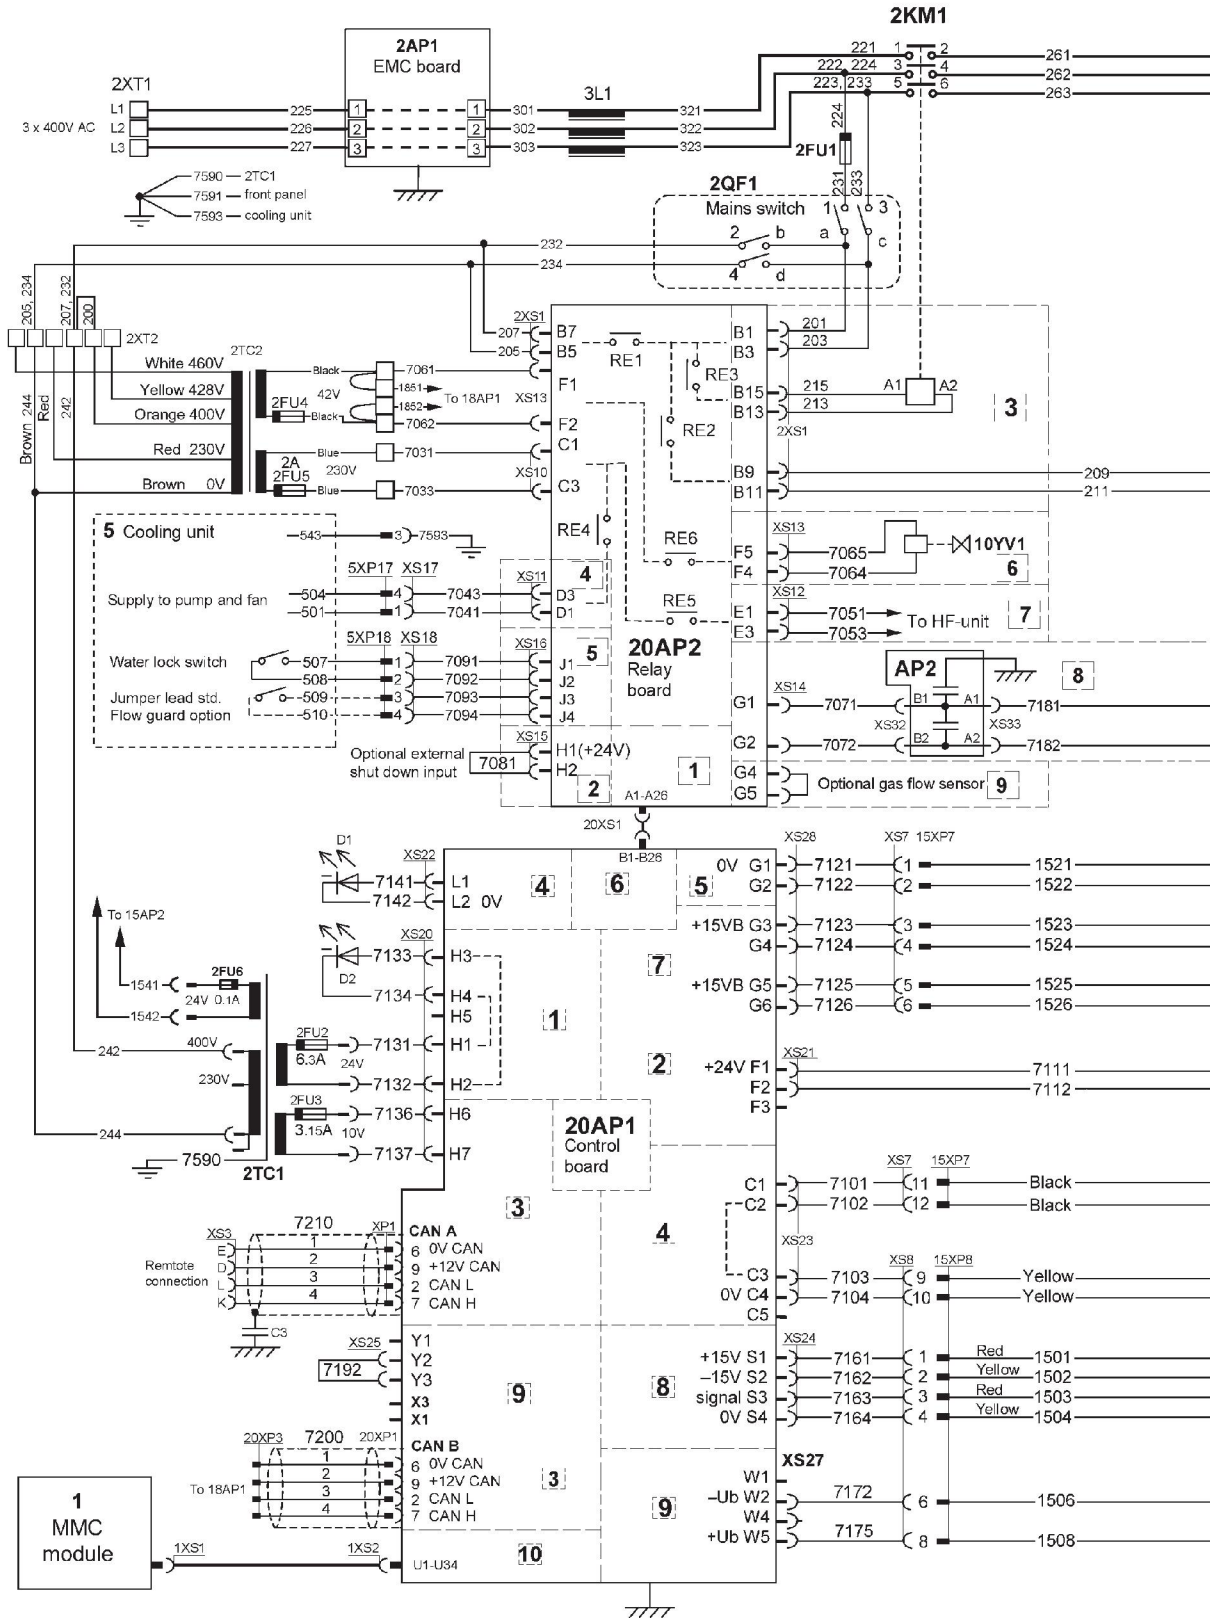 2KM1
221 1 2 261
222, 224 3 4 262
223, 233 5 6 263
2AP1
EMC board
2XT1
3L1
3 x 400V AC
L1 225 1 1 301 321
L2 226 2 2 302 322
L3 227 3 3 303 323
224
2FU1
231 233
7590 2TC1
7591 front panel
7593 cooling unit
2QF1
Mains switch
1 3
2 b a c
4 d
232
234
205, 234
207, 232
200
2XT2
2XS1
207 B7
205 B5
RE1
RE3
RE2
B1 201
B3 203
B15 215
B13 213
A1 A2
2XS1
3
B9 209
B11 211
White 460V
Yellow 428V
Orange 400V
Red 230V
Brown 0V
Brown 244
Red
242
2TC2
Black 7061
F1
42V
1851
1852
To 18AP1
XS13
2FU4
Black 7062 F2
Blue 7031 C1
2A
2FU5
230V
XS10
Blue 7033 C3
5 Cooling unit
543 3 7593
RE4
RE6
XS13
F5 7065
F4 7064
10YV1
6
5XP17 XS17
XS11
4
Supply to pump and fan
504 4 7043 D3
501 1 7041 D1
RE5
XS12
E1 7051
E3 7053
To HF-unit
7
5XP18 XS18
XS16
5
Water lock switch
507 1 7091 J1
508 2 7092 J2
Jumper lead std.
Flow guard option
509 3 7093 J3
510 4 7094 J4
20AP2
Relay
board
AP2
8
XS14
G1 7071 B1 A1 7181
XS32 XS33
G2 7072 B2 A2 7182
XS15
Optional external
shut down input
7081
H1(+24V)
H2
2
1
G4
G5
Optional gas flow sensor
9
A1-A26
20XS1
B1-B26
D1
XS22
7141 L1
7142 L2 0V
4
6
5
XS28
XS7 15XP7
0V G1 7121 1 1521
G2 7122 2 1522
+15VB G3 7123 3 1523
G4 7124 4 1524
+15VB G5 7125 5 1525
G6 7126 6 1526
To 15AP2
XS20
7133 H3
D2
7134 H4
H5
7
1
2
2FU6
1541
24V 0.1A
1542
2FU2
6.3A
24V
7131 H1
7132 H2
242
400V
230V
2FU3
3.15A
10V
7136 H6
7137 H7
244
7590
2TC1
XS21
+24V F1 7111
F2 7112
F3
20AP1
Control
board
XS7 15XP7
C1 7101 11 Black
C2 7102 12 Black
XS23
3
4
XS8 15XP8
C3 7103 9 Yellow
0V C4 7104 10 Yellow
C5
XS3
7210
XP1
CAN A
Remtote
connection
E 1 6 0V CAN
D 2 9 +12V CAN
L 3 2 CAN L
K 4 7 CAN H
C3
XS25
Y1
Y2
7192
Y3
X3
X1
9
8
XS24
+15V S1 7161 1 Red 1501
–15V S2 7162 2 Yellow 1502
signal S3 7163 3 Red 1503
0V S4 7164 4 Yellow 1504
20XP3
7200
20XP1
CAN B
To 18AP1
1 6 0V CAN
2 9 +12V CAN
3 2 CAN L
4 7 CAN H
3
9
XS27
W1
–Ub W2 7172 6 1506
W4
+Ub W5 7175 8 1508
1
MMC
module
1XS1
1XS2
U1-U34
10